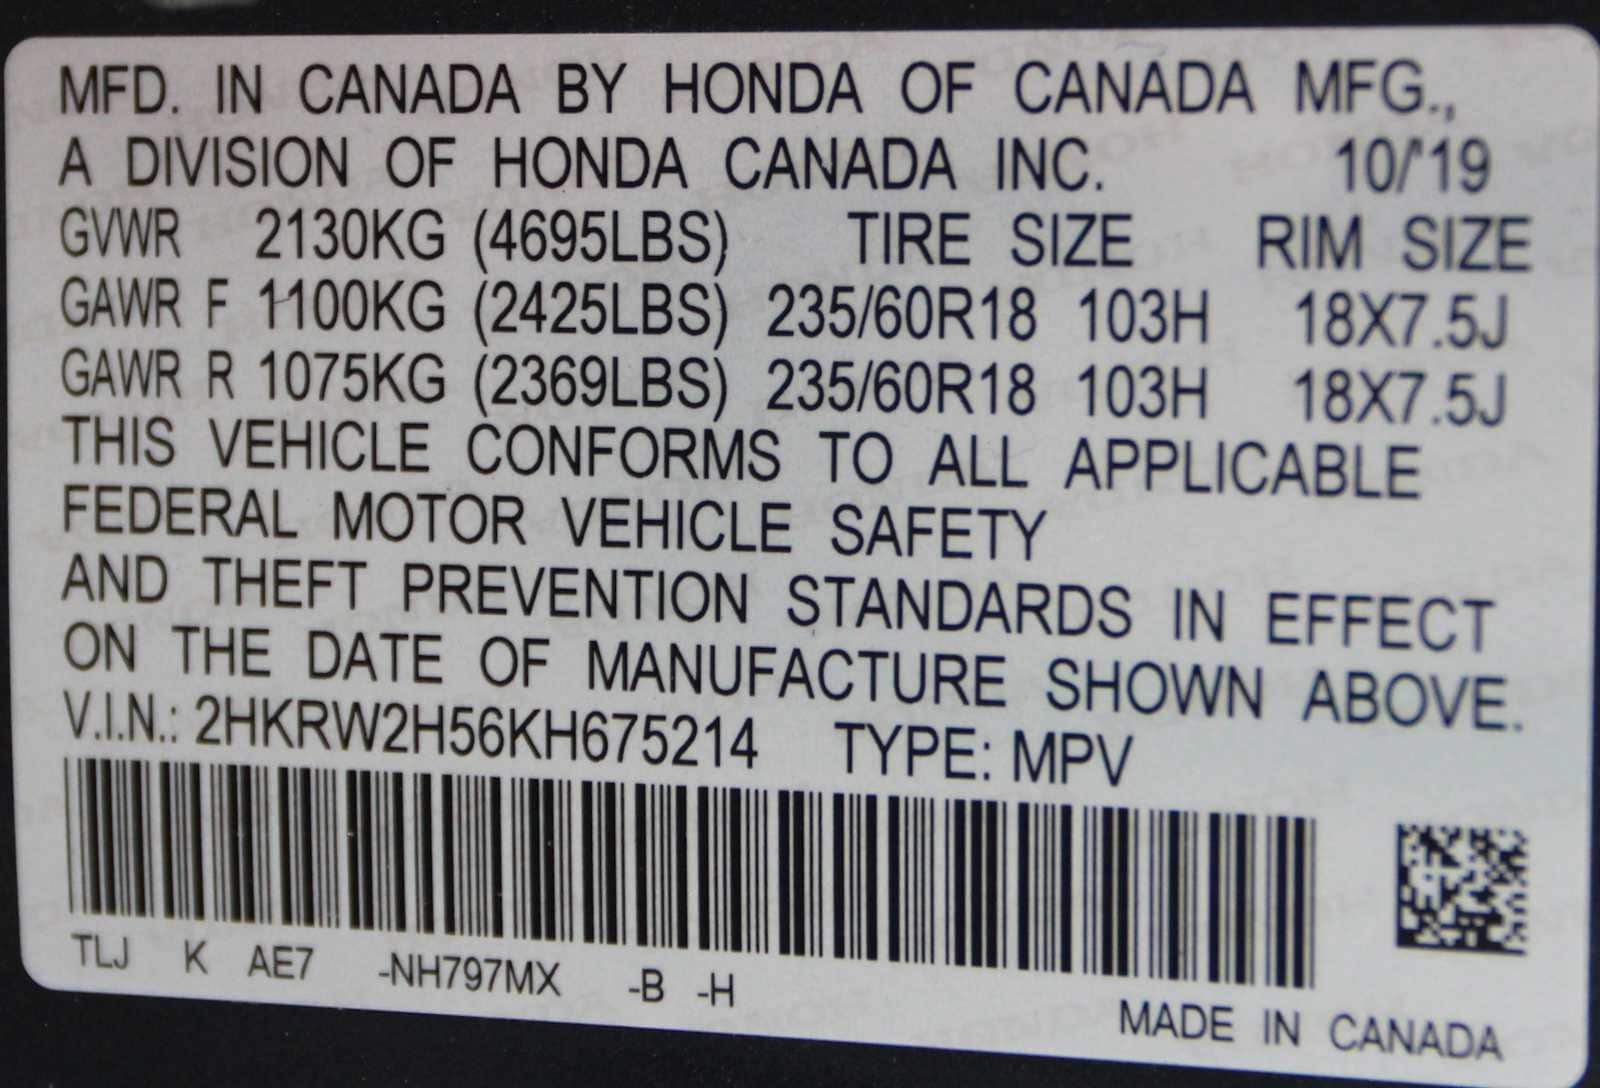 MFD. IN CANADA BY HONDA OF CANADA MFG.,
A DIVISION OF HONDA CANADA INC. 10/'19
GVWR 2130KG (4695LBS) TIRE SIZE RIM SIZE
GAWR F 1100KG (2425LBS) 235/60R18 103H 18X7.5J
GAWR R 1075KG (2369LBS) 235/60R18 103H 18X7.5J
THIS VEHICLE CONFORMS TO ALL APPLICABLE
FEDERAL MOTOR VEHICLE SAFETY
AND THEFT PREVENTION STANDARDS IN EFFECT
ON THE DATE OF MANUFACTURE SHOWN ABOVE.
V.I.N.: 2HKRW2H56KH675214 TYPE: MPV
TLJ K AE7 -NH797MX -B -H
MADE IN CANADA